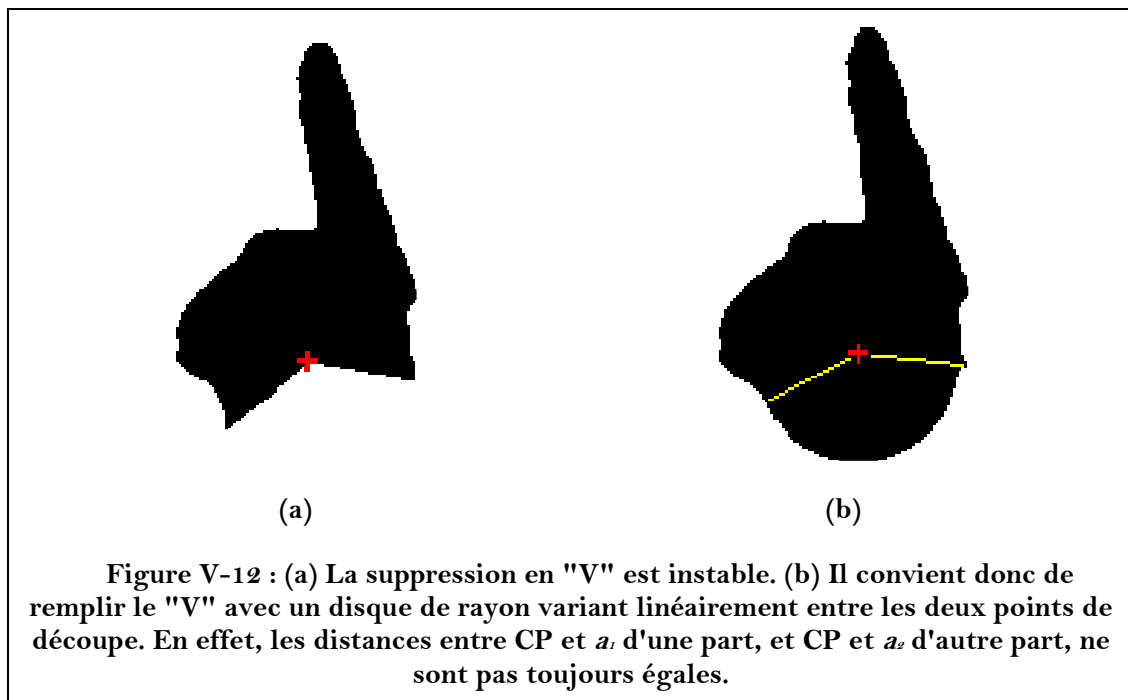 (a) (b)
Figure V-12 : (a) La suppression en "V" est instable. (b) Il convient donc de
remplir le "V" avec un disque de rayon variant linéairement entre les deux points de
découpe. En effet, les distances entre CP et a₁ d'une part, et CP et a₂ d'autre part, ne
sont pas toujours égales.